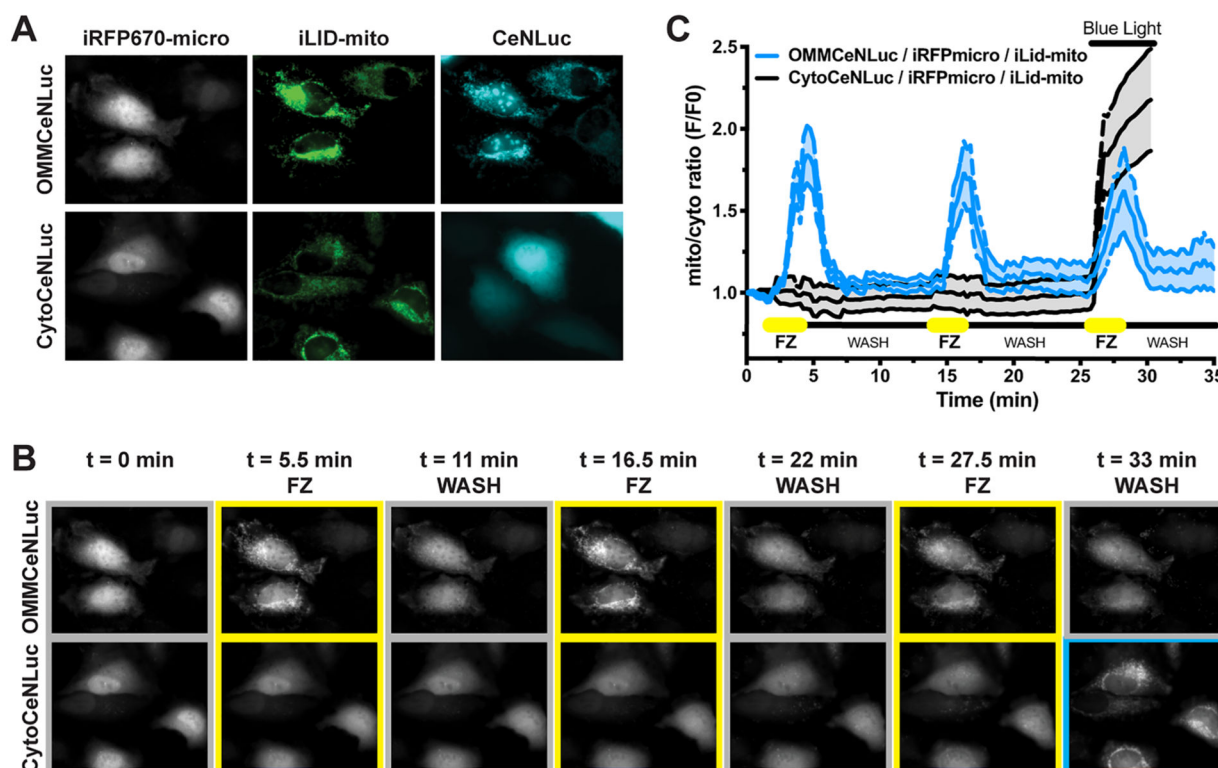 A
iRFP670-micro iLID-mito CeNLuc
OMMCeNLuc
CytoCeNLuc
C
Blue Light
OMMCeNLuc / iRFPmicro / iLid-mito
CytoCeNLuc / iRFPmicro / iLid-mito
mito/cyto ratio (F/F0)
2.5
2.0
1.5
1.0
FZ WASH FZ WASH FZ WASH
0 5 10 15 20 25 30 35
Time (min)
B
t = 0 min t = 5.5 min t = 11 min t = 16.5 min t = 22 min t = 27.5 min t = 33 min
FZ WASH FZ WASH FZ WASH
OMMCeNLuc
CytoCeNLuc